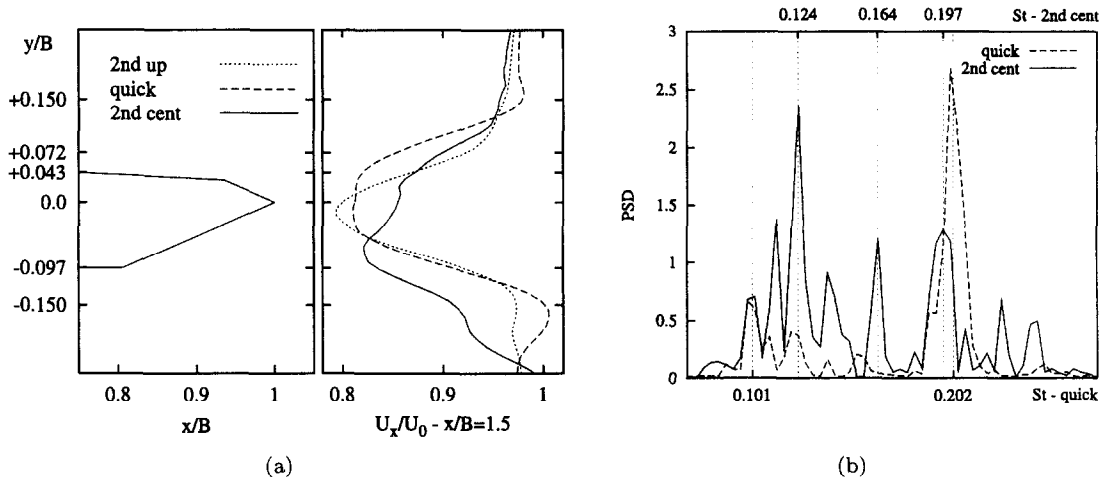 y/B
2nd up
quick
2nd cent
+0.150
+0.072
+0.043
0.0
-0.097
-0.150
0.8 0.9 1
x/B
0.8 0.9 1
U_x/U_0 - x/B=1.5
(a)
0.124 0.164 0.197 St - 2nd cent
3
2.5
2
1.5
1
0.5
0
PSD
quick
2nd cent
0.101 0.202 St - quick
(b)